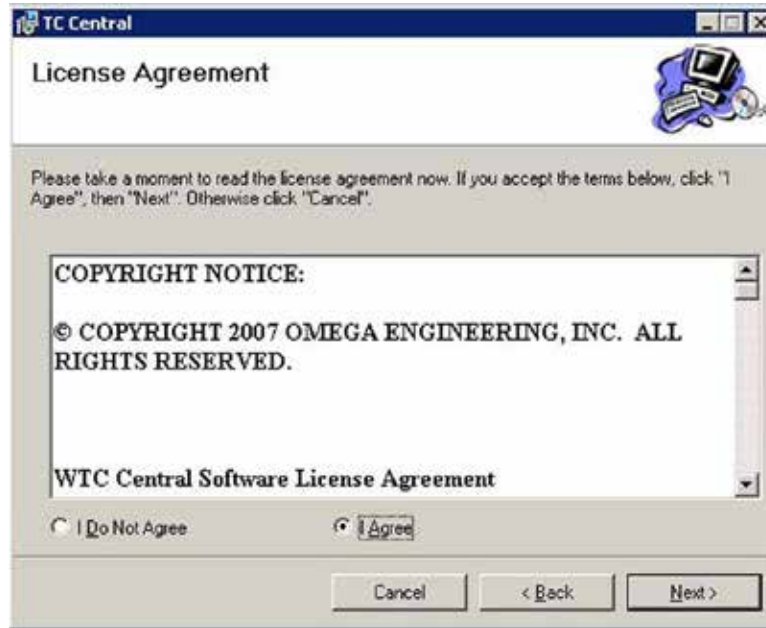 TC Central
License Agreement
Please take a moment to read the license agreement now. If you accept the terms below, click "I
Agree", then "Next". Otherwise click "Cancel".
COPYRIGHT NOTICE:
© COPYRIGHT 2007 OMEGA ENGINEERING, INC. ALL
RIGHTS RESERVED.
WTC Central Software License Agreement
I Do Not Agree
I Agree
Cancel
< Back
Next >